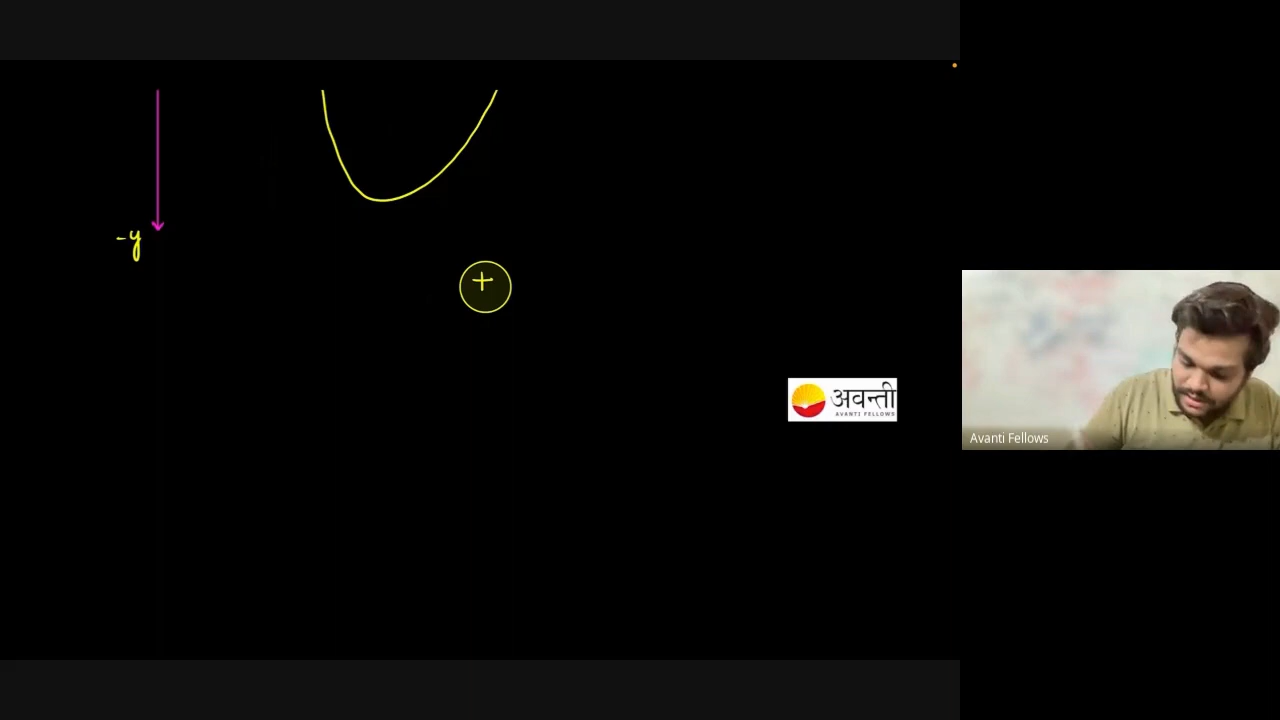 -y
+
अवन्ती
AVANTI FELLOWS
Avanti Fellows